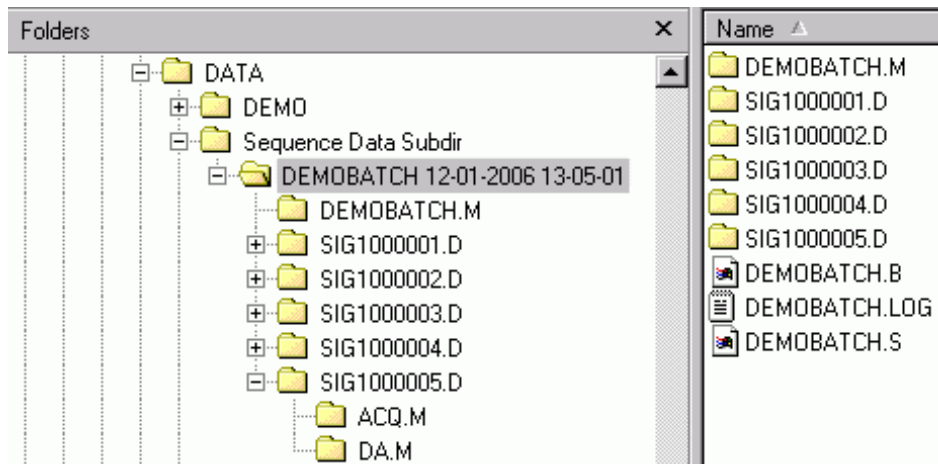 Folders
DATA
DEMO
Sequence Data Subdir
DEMOBATCH 12-01-2006 13-05-01
DEMOBATCH.M
SIG1000001.D
SIG1000002.D
SIG1000003.D
SIG1000004.D
SIG1000005.D
ACQ.M
DA.M
Name
DEMOBATCH.M
SIG1000001.D
SIG1000002.D
SIG1000003.D
SIG1000004.D
SIG1000005.D
DEMOBATCH.B
DEMOBATCH.LOG
DEMOBATCH.S